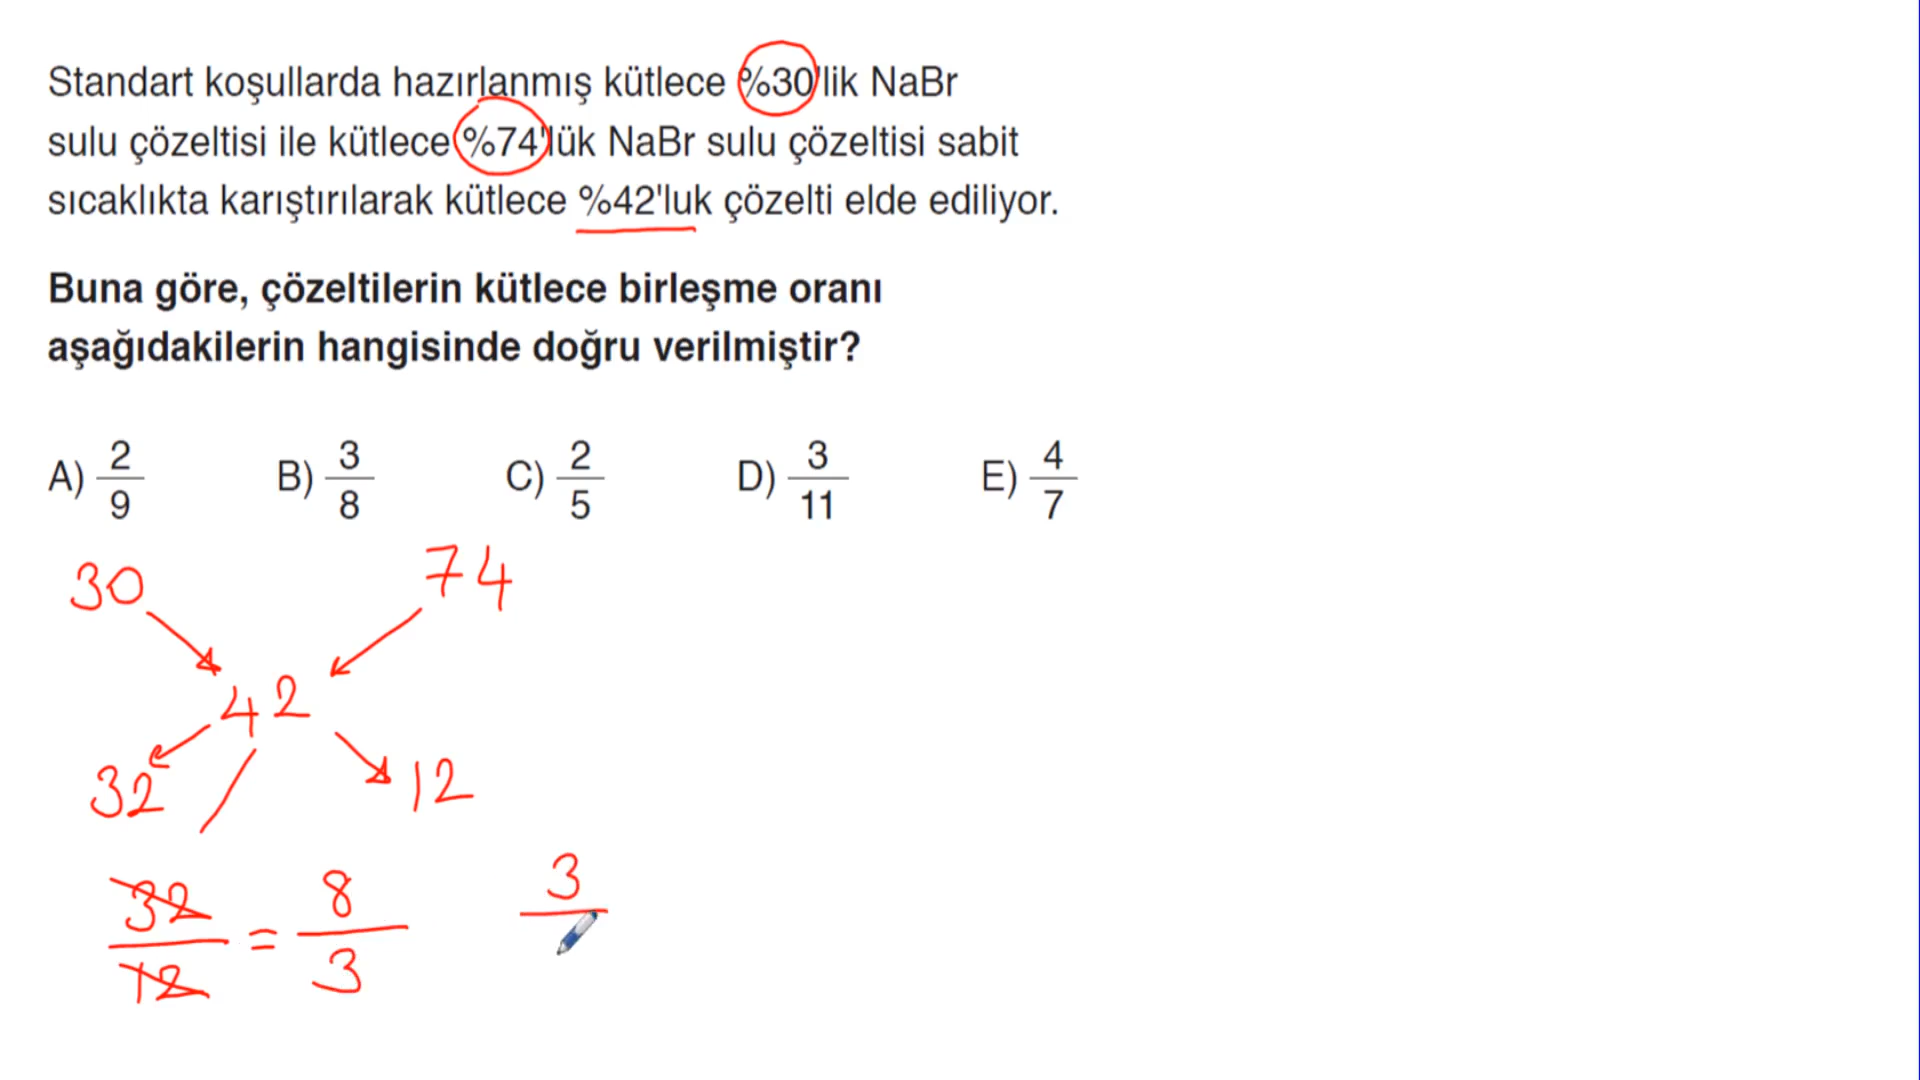 Standart koşullarda hazırlanmış kütlece %30'lik NaBr
sulu çözeltisi ile kütlece %74'lük NaBr sulu çözeltisi sabit
sıcaklıkta karıştırılarak kütlece %42'luk çözelti elde ediliyor.
Buna göre, çözeltilerin kütlece birleşme oranı
aşağıdakilerin hangisinde doğru verilmiştir?
A) 2/9 B) 3/8 C) 2/5 D) 3/11 E) 4/7
30 74
42
32 / 12
32/12 = 8/3 3